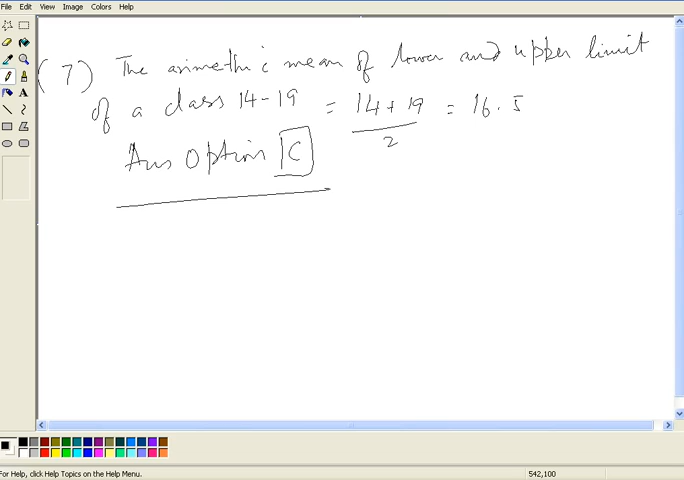 File Edit View Image Colors Help
(7) The arimethic mean of lower and upper limit
of a class 14-19 = 14+19 = 16.5
2
Ans Option C
A
For Help, click Help Topics on the Help Menu.
542,100